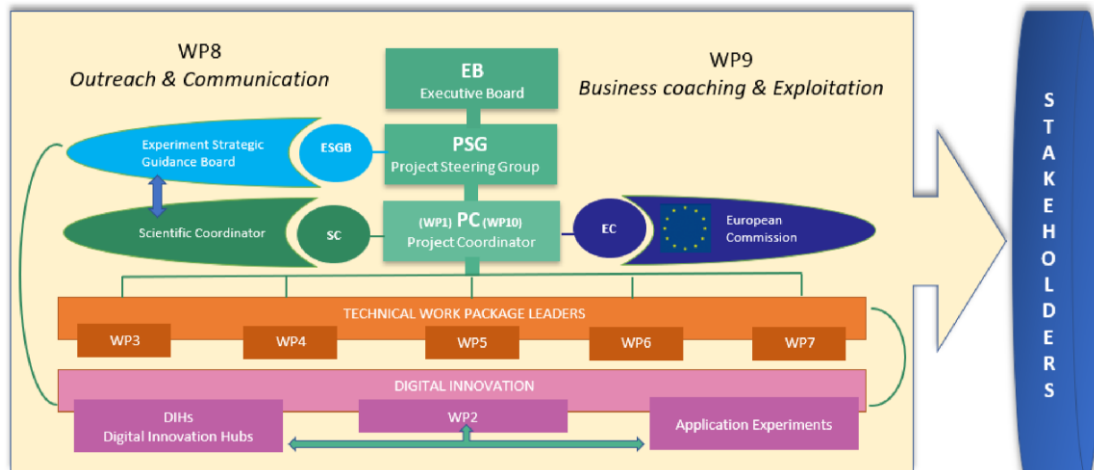 WP8
Outreach & Communication
EB
Executive Board
WP9
Business coaching & Exploitation
Experiment Strategic
Guidance Board
ESGB
PSG
Project Steering Group
Scientific Coordinator
SC
(WP1) PC (WP10)
Project Coordinator
EC
European
Commission
TECHNICAL WORK PACKAGE LEADERS
WP3
WP4
WP5
WP6
WP7
DIGITAL INNOVATION
DIHs
Digital Innovation Hubs
WP2
Application Experiments
STAKEHOLDERS